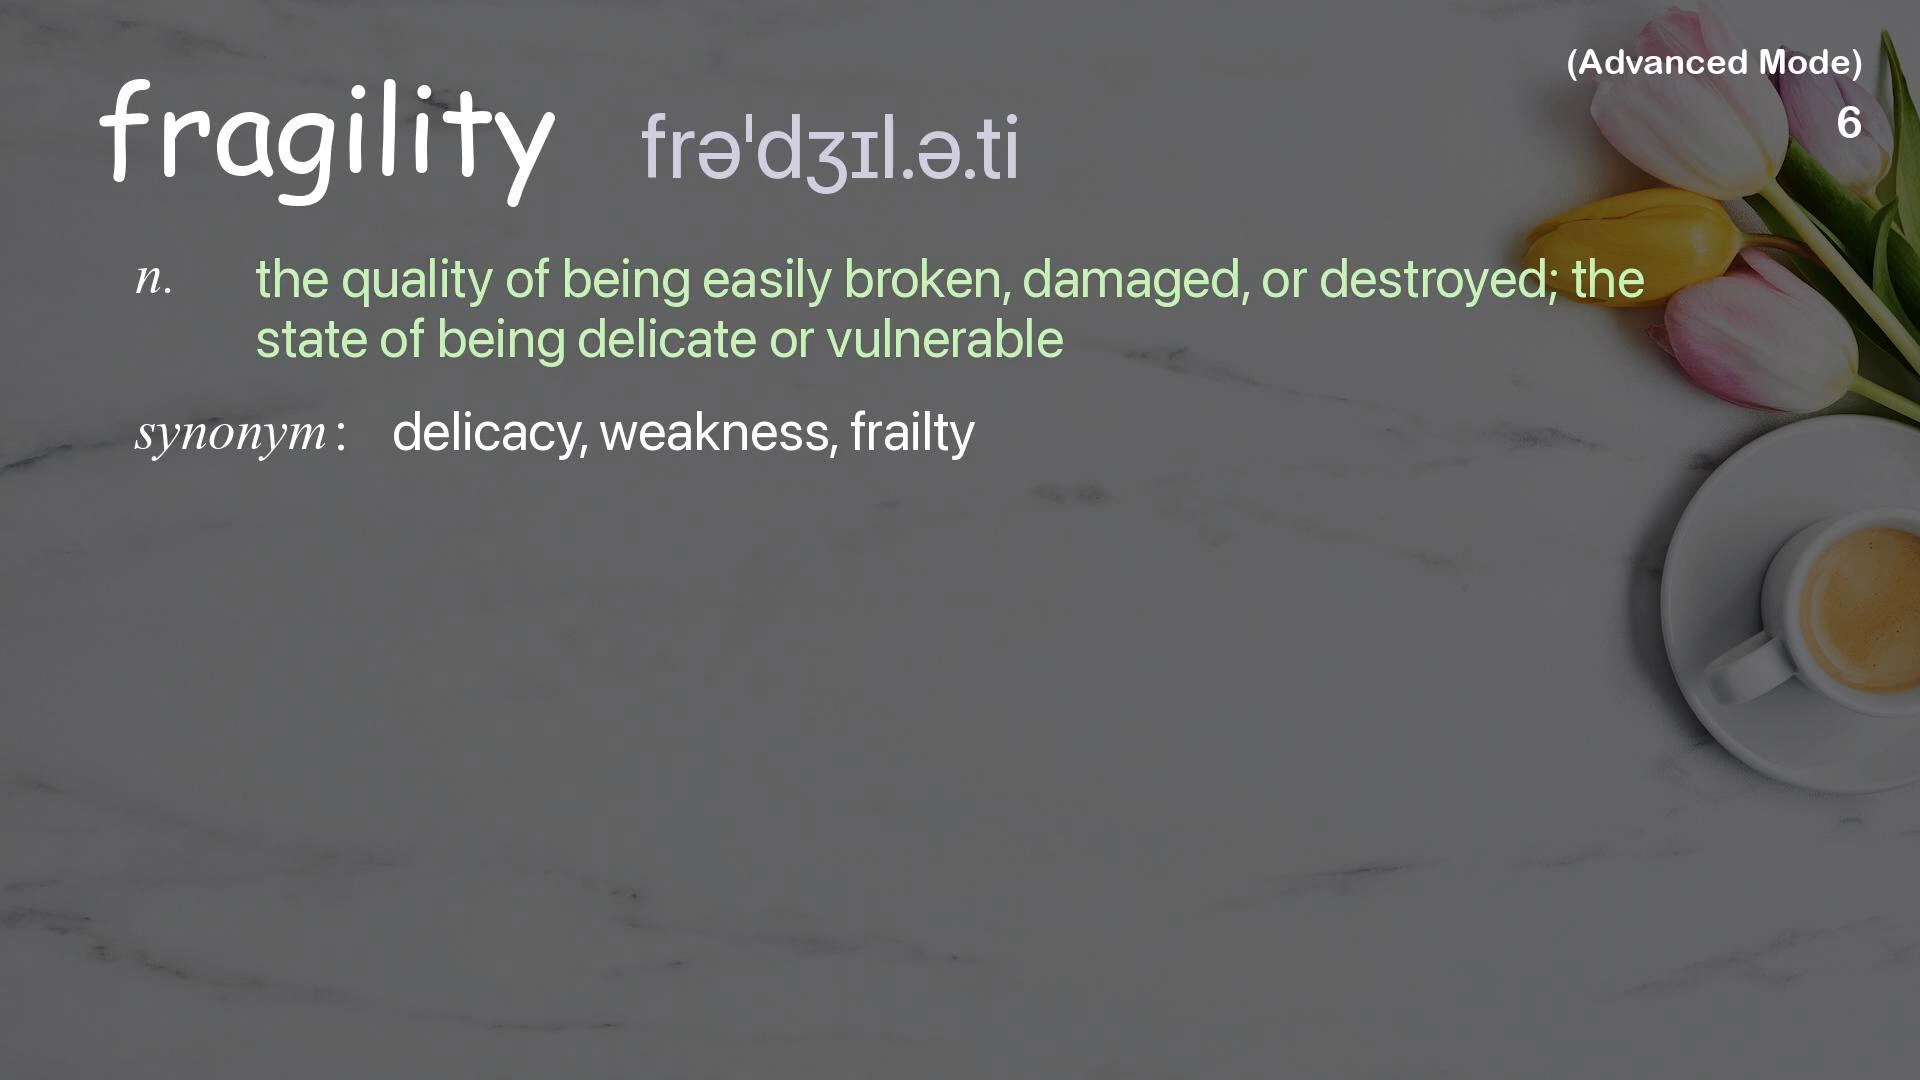 (Advanced Mode)
6
fragility frəˈdʒɪl.ə.ti
n. the quality of being easily broken, damaged, or destroyed; the
state of being delicate or vulnerable
synonym: delicacy, weakness, frailty